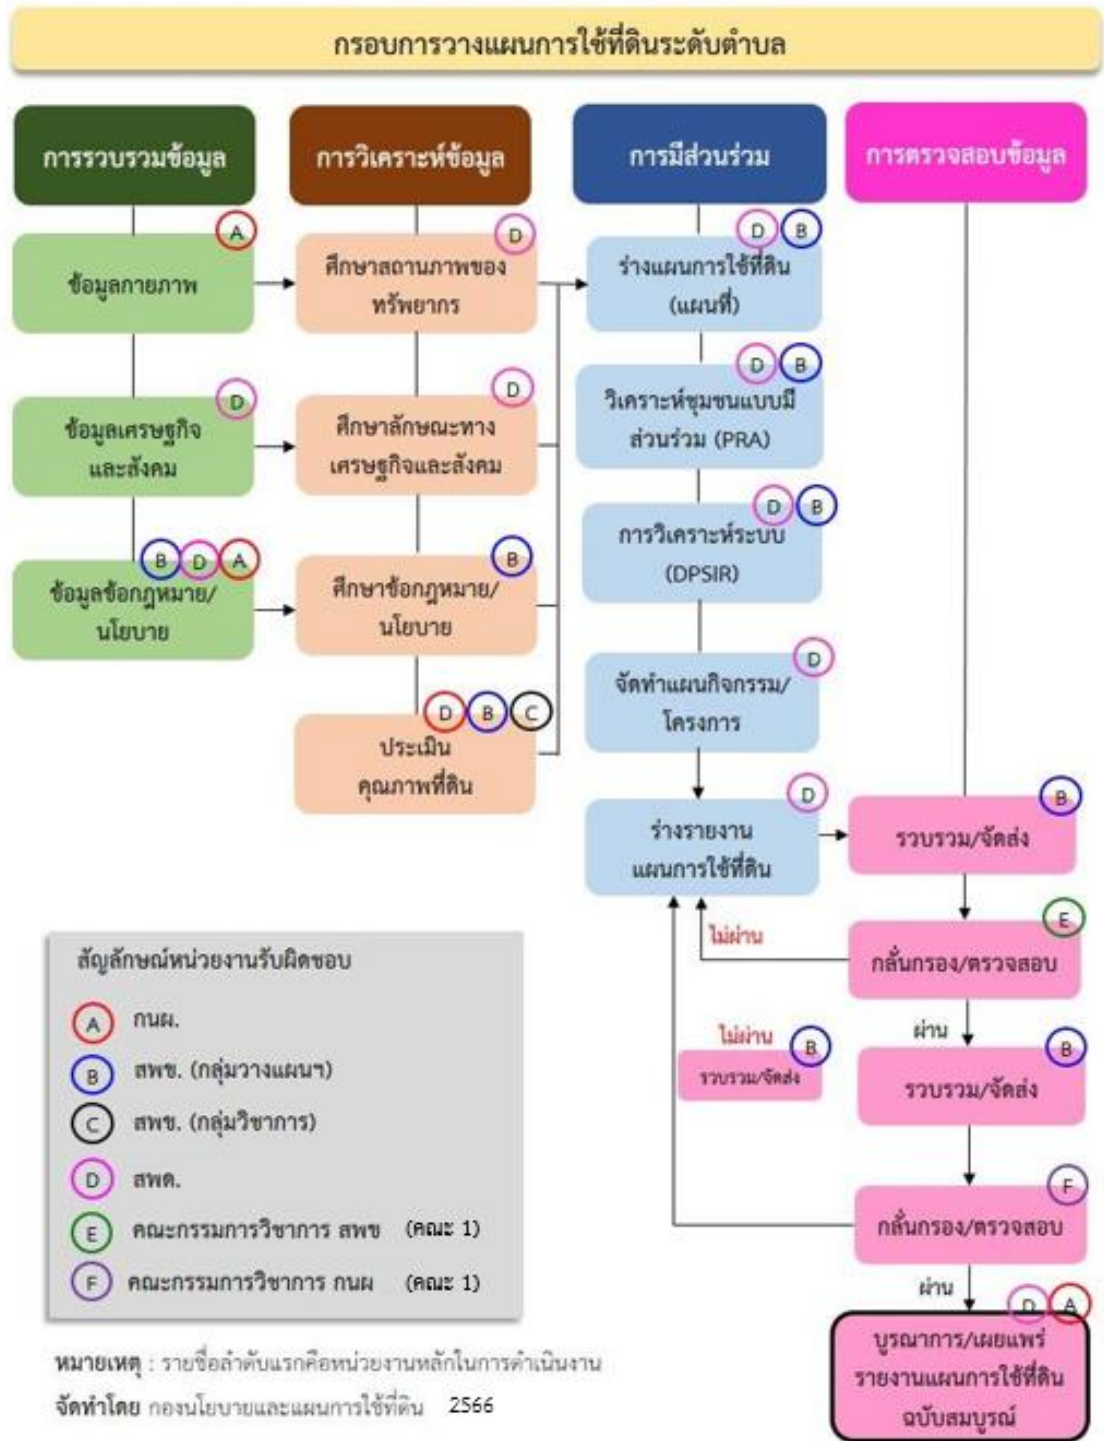 กรอบการวางแผนการใช้ที่ดินระดับตำบล
การรวบรวมข้อมูล
A
ข้อมูลกายภาพ
D
ข้อมูลเศรษฐกิจ
และสังคม
B D A
ข้อมูลข้อกฎหมาย/
นโยบาย
การวิเคราะห์ข้อมูล
D
ศึกษาสถานภาพของ
ทรัพยากร
D
ศึกษาลักษณะทาง
เศรษฐกิจและสังคม
B
ศึกษาข้อกฎหมาย/
นโยบาย
D B C
ประเมิน
คุณภาพที่ดิน
การมีส่วนร่วม
D B
ร่างแผนการใช้ที่ดิน
(แผนที่)
D B
วิเคราะห์ชุมชนแบบมี
ส่วนร่วม (PRA)
D B
การวิเคราะห์ระบบ
(DPSIR)
D
จัดทำแผนกิจกรรม/
โครงการ
D
ร่างรายงาน
แผนการใช้ที่ดิน
การตรวจสอบข้อมูล
B
รวบรวม/จัดส่ง
E
กลั่นกรอง/ตรวจสอบ
ไม่ผ่าน
ผ่าน
B
รวบรวม/จัดส่ง
ไม่ผ่าน
B
รวบรวม/จัดส่ง
F
กลั่นกรอง/ตรวจสอบ
ผ่าน
D A
บูรณาการ/เผยแพร่
รายงานแผนการใช้ที่ดิน
ฉบับสมบูรณ์
สัญลักษณ์หน่วยงานรับผิดชอบ
A กนผ.
B สพข. (กลุ่มวางแผนฯ)
C สพข. (กลุ่มวิชาการ)
D สพด.
E คณะกรรมการวิชาการ สพข (คณะ 1)
F คณะกรรมการวิชาการ กนผ (คณะ 1)
หมายเหตุ : รายชื่อลำดับแรกคือหน่วยงานหลักในการดำเนินงาน
จัดทำโดย กองนโยบายและแผนการใช้ที่ดิน 2566